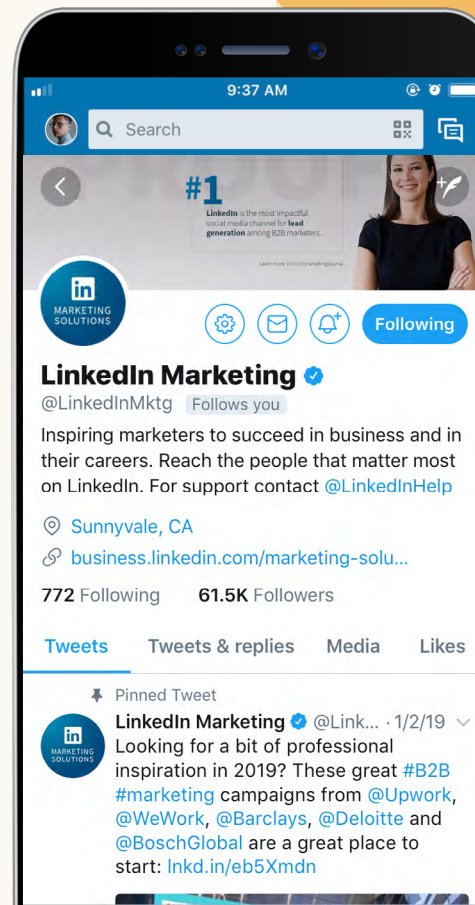 9:37 AM
Search
#1
LinkedIn is the most impactful
social media channel for lead
generation among B2B marketers.
in
MARKETING
SOLUTIONS
Following
LinkedIn Marketing
@LinkedInMktg Follows you
Inspiring marketers to succeed in business and in
their careers. Reach the people that matter most
on LinkedIn. For support contact @LinkedInHelp
Sunnyvale, CA
business.linkedin.com/marketing-solu...
772 Following 61.5K Followers
Tweets Tweets & replies Media Likes
Pinned Tweet
in
MARKETING
SOLUTIONS
LinkedIn Marketing @Link... · 1/2/19
Looking for a bit of professional
inspiration in 2019? These great #B2B
#marketing campaigns from @Upwork,
@WeWork, @Barclays, @Deloitte and
@BoschGlobal are a great place to
start: lnkd.in/eb5Xmdn